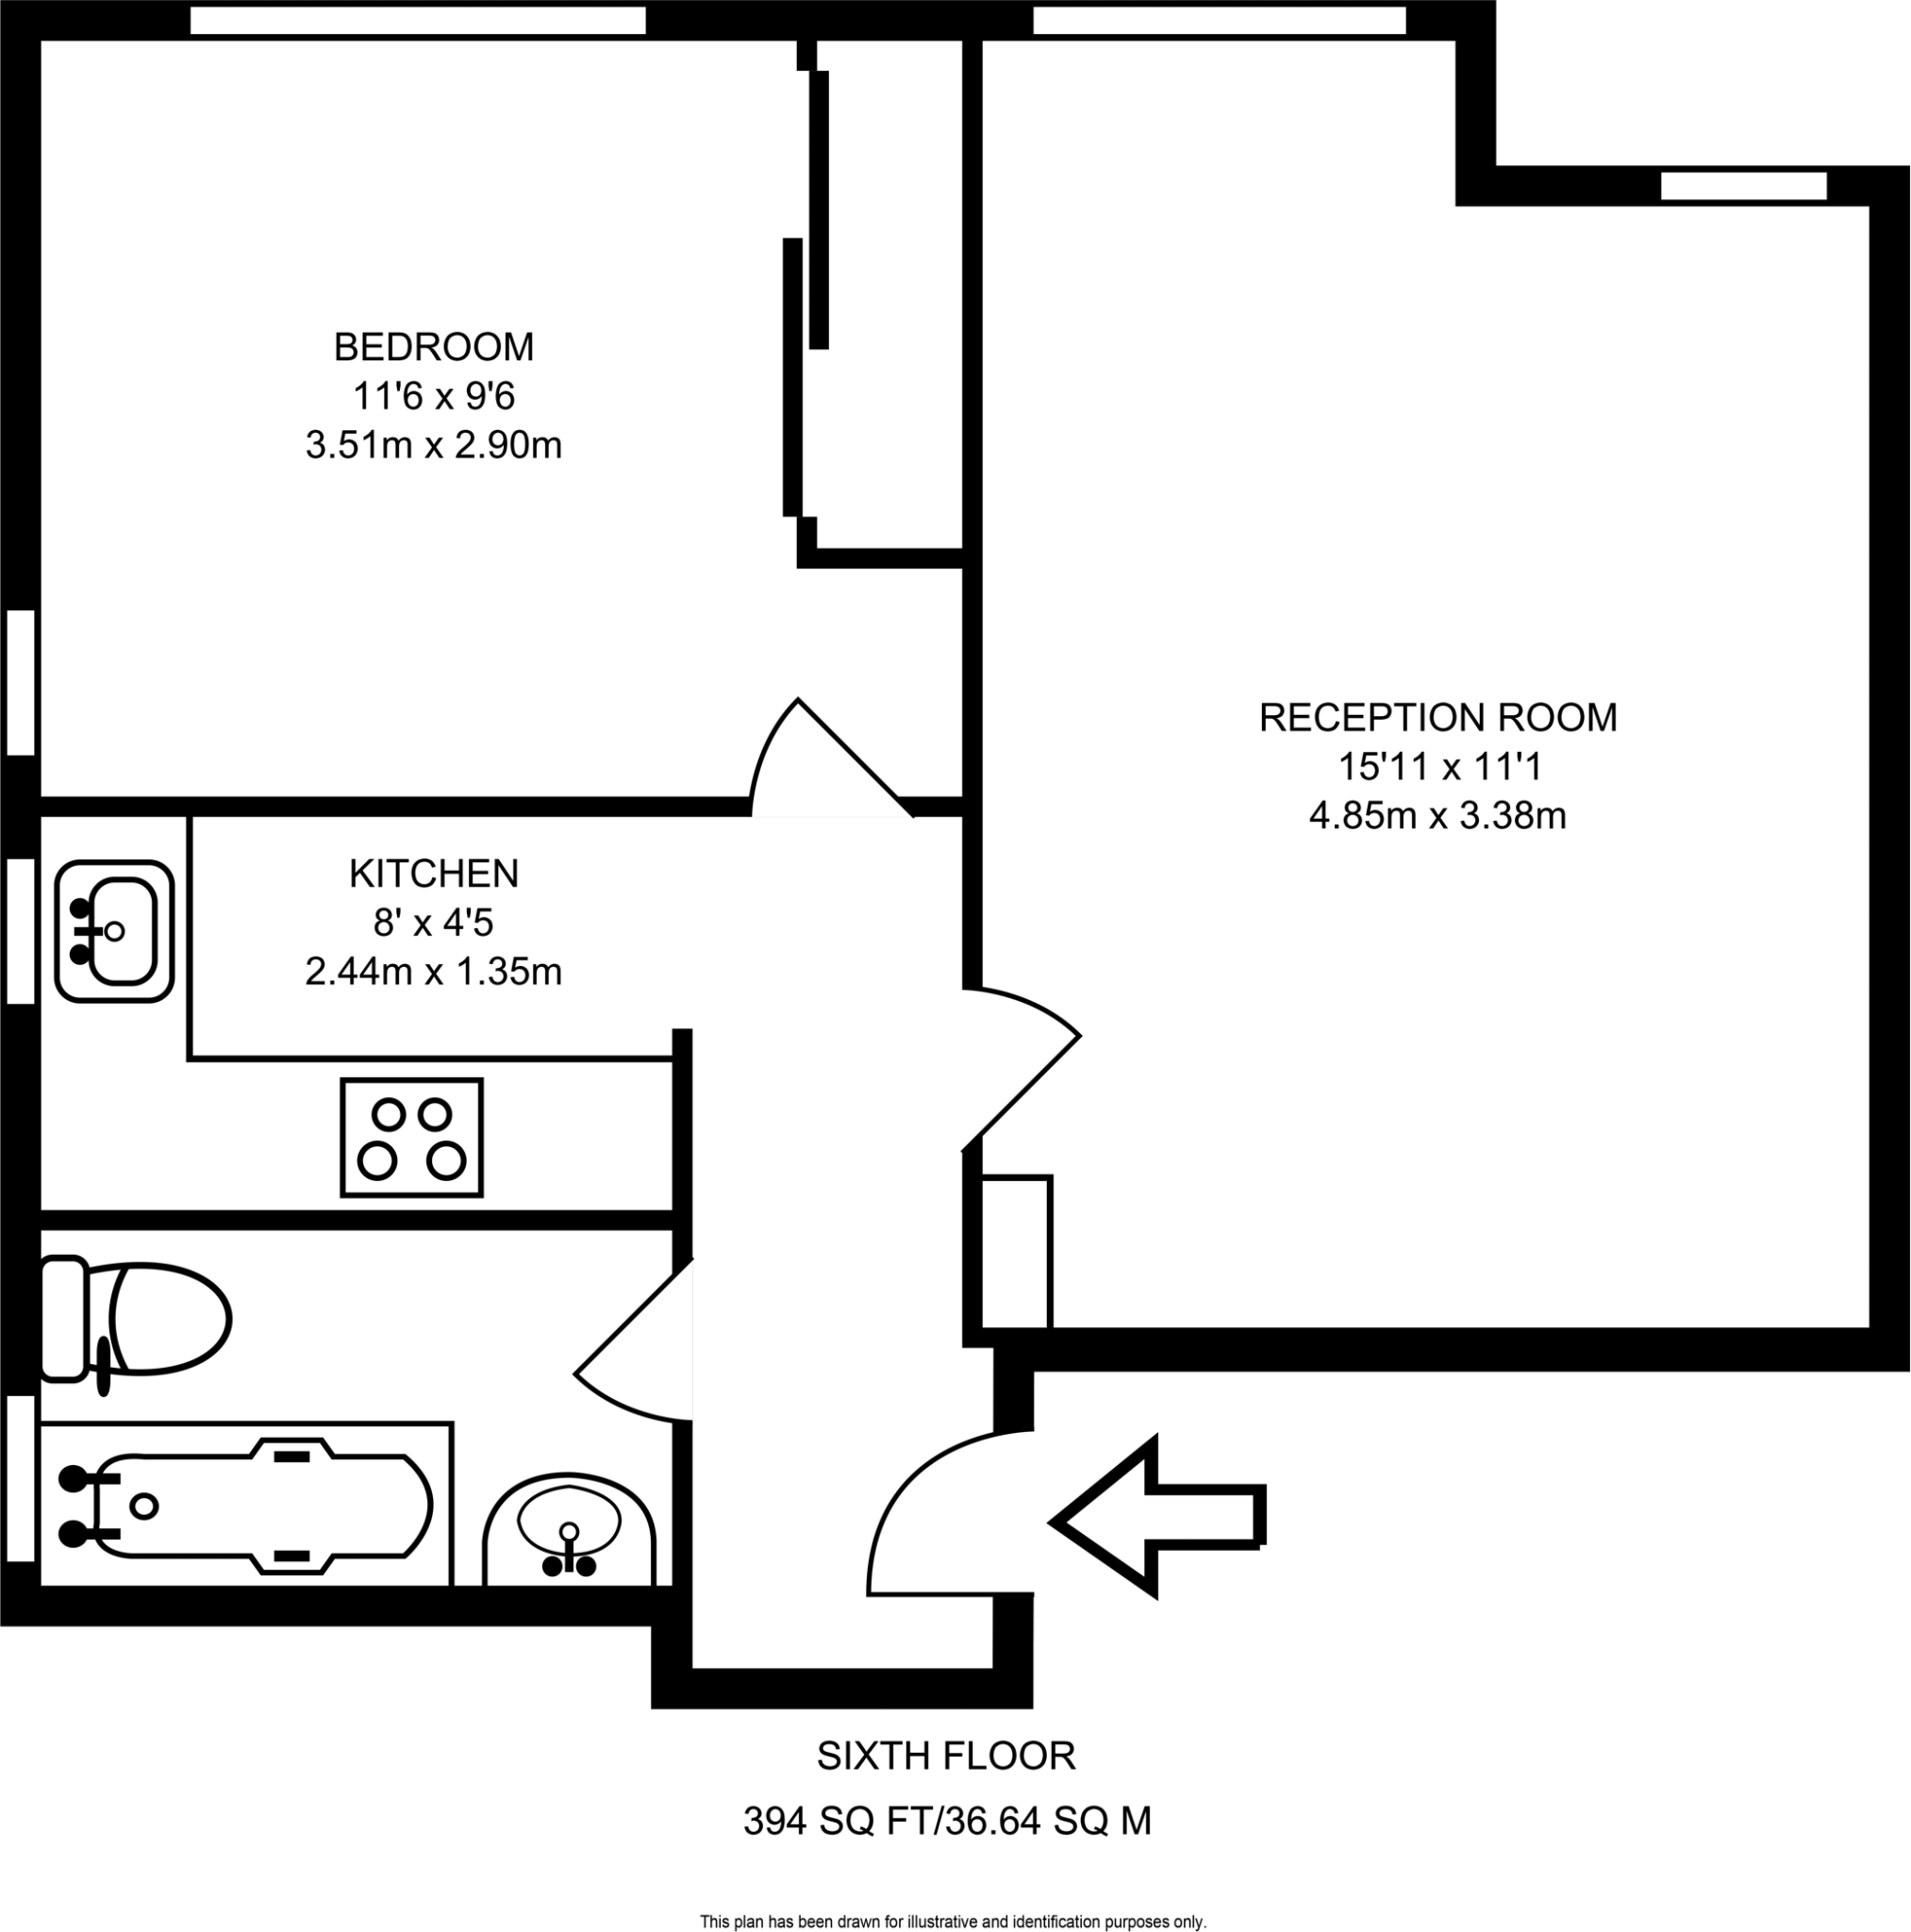 BEDROOM
11'6 x 9'6
3.51m x 2.90m
RECEPTION ROOM
15'11 x 11'1
4.85m x 3.38m
KITCHEN
8' x 4'5
2.44m x 1.35m
SIXTH FLOOR
394 SQ FT/36.64 SQ M
This plan has been drawn for illustrative and identification purposes only.